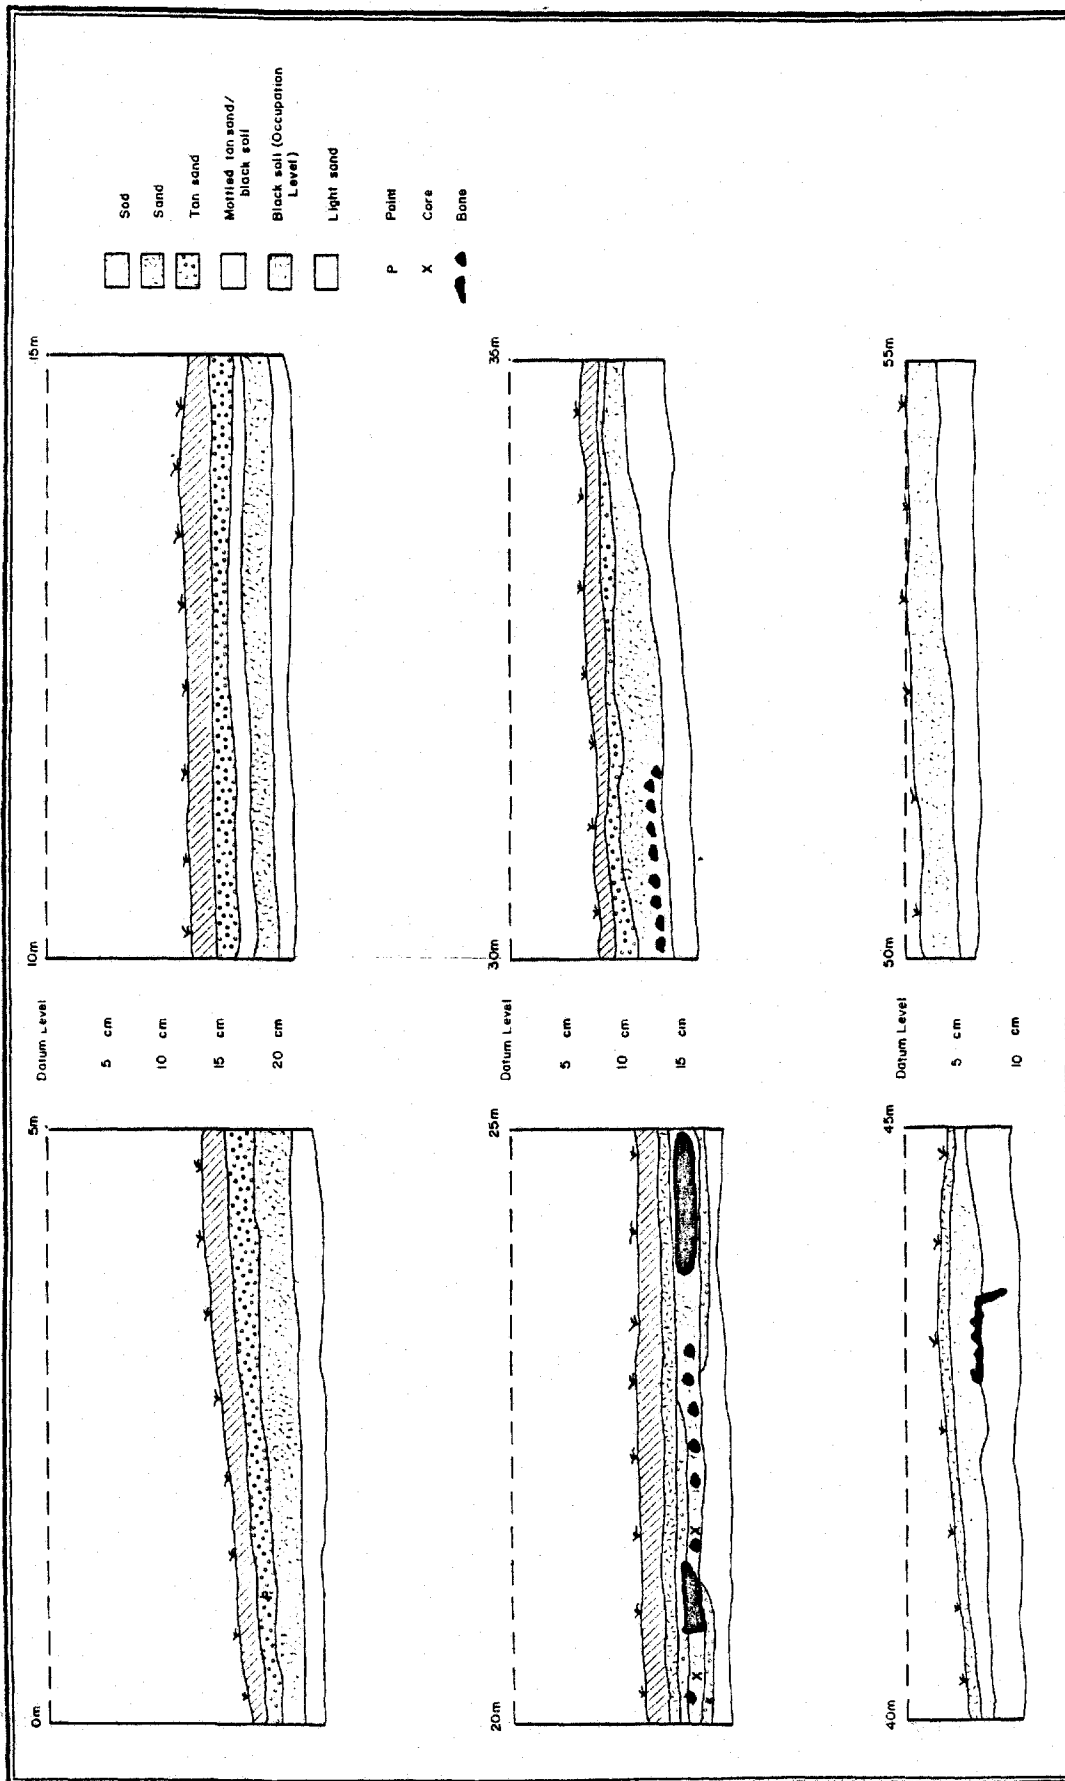 0m
5m
Datum Level
5 cm
10 cm
15 cm
20 cm
10m
15m
Sod
Sand
Tan sand
Mottled tan sand/
black soil
Black soil (Occupation
Level)
Light sand
P Point
X Core
Bone
20m
25m
Datum Level
5 cm
10 cm
15 cm
30m
35m
P
X
X
40m
45m
Datum Level
5 cm
10 cm
50m
55m